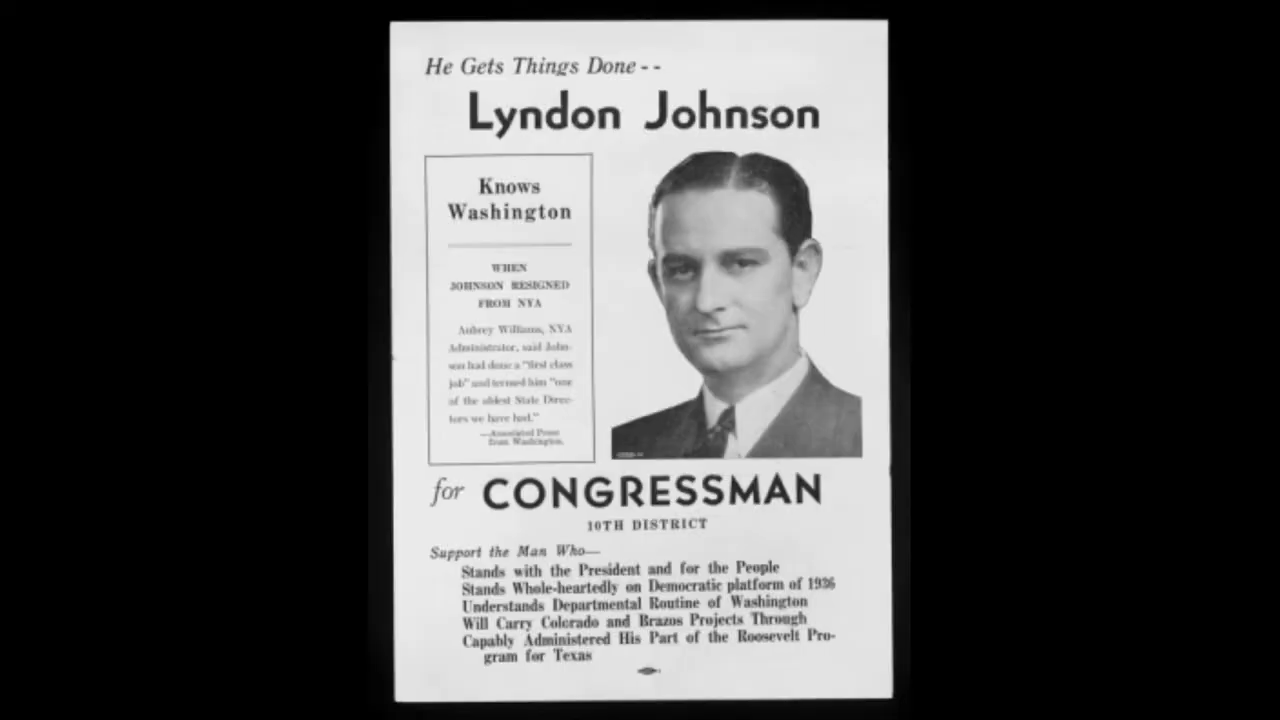 He Gets Things Done--
Lyndon Johnson
Knows
Washington
WHEN
JOHNSON RESIGNED
FROM NYA
Aubrey Williams, NYA
Administrator, said John-
son had done a "first class
job" and termed him "one
of the ablest State Direc-
tors we have had."
—Associated Press
from Washington.
for CONGRESSMAN
10TH DISTRICT
Support the Man Who—
Stands with the President and for the People
Stands Whole-heartedly on Democratic platform of 1936
Understands Departmental Routine of Washington
Will Carry Colorado and Brazos Projects Through
Capably Administered His Part of the Roosevelt Pro-
gram for Texas